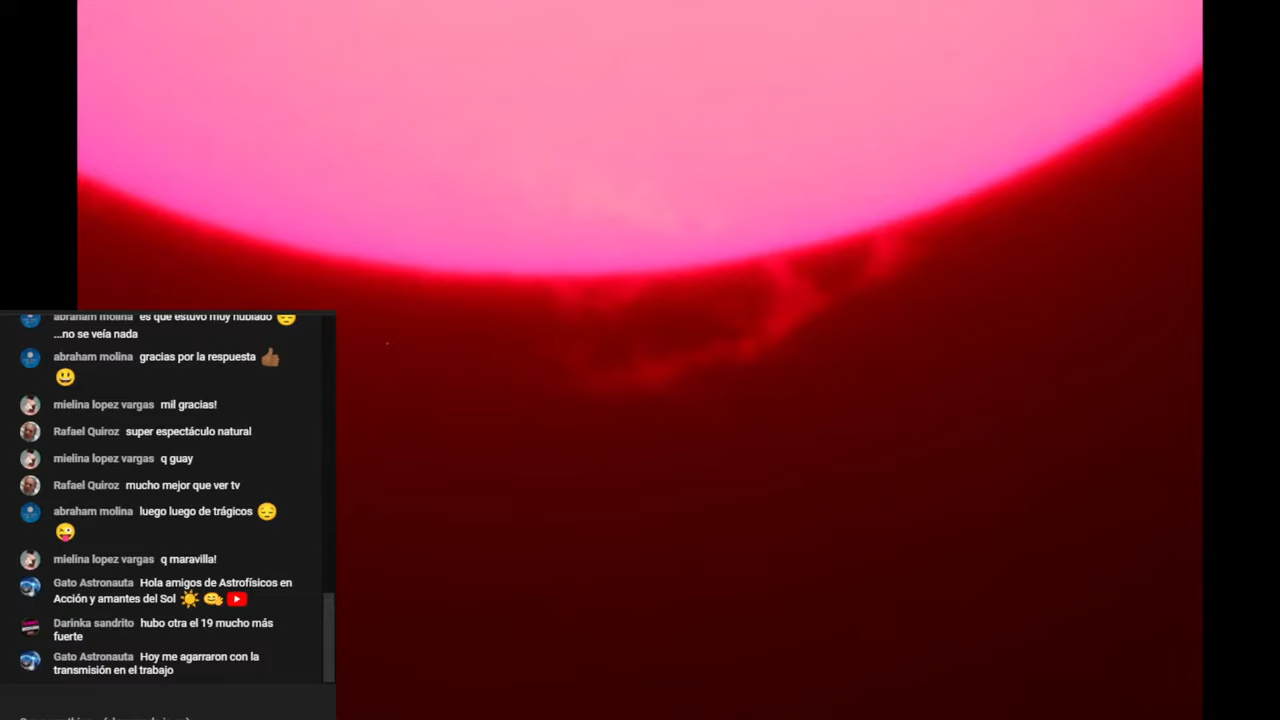 abraham molina es que estuvo muy nublado
...no se veía nada
abraham molina gracias por la respuesta
mielina lopez vargas mil gracias!
Rafael Quiroz super espectáculo natural
mielina lopez vargas q guay
Rafael Quiroz mucho mejor que ver tv
abraham molina luego luego de trágicos
mielina lopez vargas q maravilla!
Gato Astronauta Hola amigos de Astrofísicos en
Acción y amantes del Sol
Darinka sandrito hubo otra el 19 mucho más
fuerte
Gato Astronauta Hoy me agarraron con la
transmisión en el trabajo